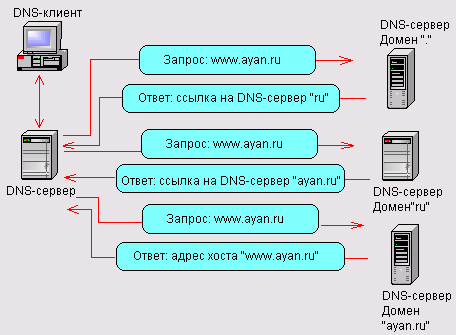 DNS-клиент
DNS-сервер
Домен "."
Запрос: www.ayan.ru
Ответ: ссылка на DNS-сервер "ru"
Запрос: www.ayan.ru
DNS-сервер
Ответ: ссылка на DNS-сервер "ayan.ru"
DNS-сервер
Домен"ru"
Запрос: www.ayan.ru
Ответ: адрес хоста "www.ayan.ru"
DNS-сервер
Домен
"ayan.ru"